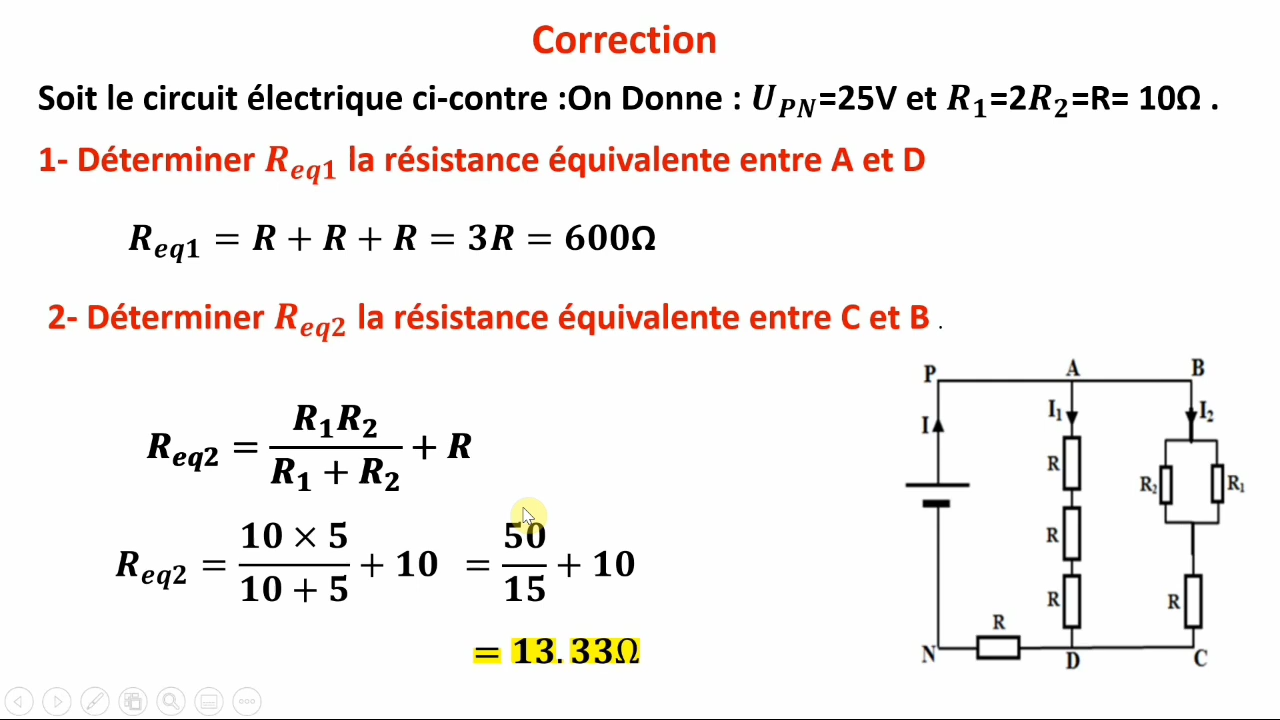 Correction
Soit le circuit électrique ci-contre :On Donne : U_PN=25V et R₁=2R₂=R= 10Ω .
1- Déterminer R_eq1 la résistance équivalente entre A et D
R_eq1 = R + R + R = 3R = 600Ω
2- Déterminer R_eq2 la résistance équivalente entre C et B .
R_eq2 = R₁R₂ / (R₁ + R₂) + R
R_eq2 = (10 × 5) / (10 + 5) + 10 = 50/15 + 10
= 13.33Ω
P A B
I I₁ I₂
R R₂ R₁
R
R R
R
N D C